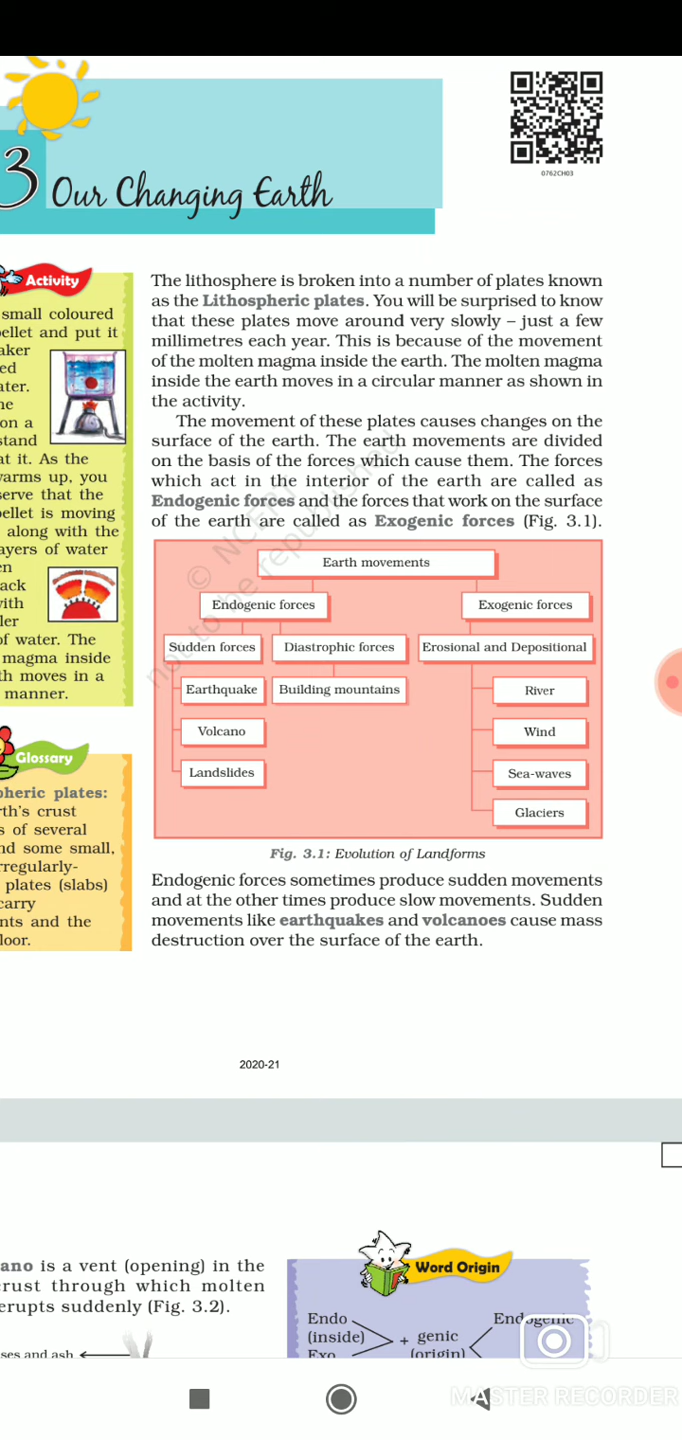 0762CH03
3
Our Changing Earth
Activity
small coloured
and put it
ater.
on a
stand
at it. As the
warms up, you
serve that the
is moving
along with the
ayers of water
of water. The
magma inside
moves in a
manner.
Glossary
plates:
crust
s of several
some small,
plates (slabs)
carry
and the
The lithosphere is broken into a number of plates known
as the Lithospheric plates. You will be surprised to know
that these plates move around very slowly – just a few
millimetres each year. This is because of the movement
of the molten magma inside the earth. The molten magma
inside the earth moves in a circular manner as shown in
the activity.
The movement of these plates causes changes on the
surface of the earth. The earth movements are divided
on the basis of the forces which cause them. The forces
which act in the interior of the earth are called as
Endogenic forces and the forces that work on the surface
of the earth are called as Exogenic forces (Fig. 3.1).
© NCERT
not to be republished
Earth movements
Endogenic forces
Exogenic forces
Sudden forces
Diastrophic forces
Erosional and Depositional
Earthquake
Building mountains
River
Volcano
Wind
Landslides
Sea-waves
Glaciers
Fig. 3.1: Evolution of Landforms
Endogenic forces sometimes produce sudden movements
and at the other times produce slow movements. Sudden
movements like earthquakes and volcanoes cause mass
destruction over the surface of the earth.
2020-21
is a vent (opening) in the
through which molten
erupts suddenly (Fig. 3.2).
and ash
Word Origin
Endo
(inside)
Exo
+ genic
(origin)
Endogenic
MASTER RECORDER